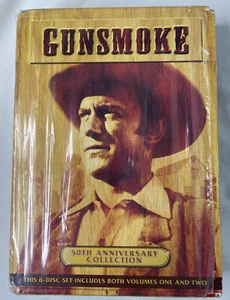 GUNSMOKE
50TH ANNIVERSARY
COLLECTION
THIS 6-DISC SET INCLUDES BOTH VOLUMES ONE AND TWO